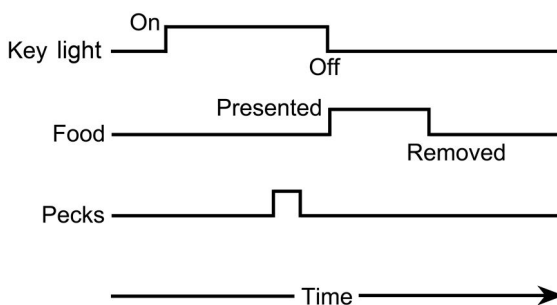 On
Key light
Off
Presented
Food
Removed
Pecks
Time